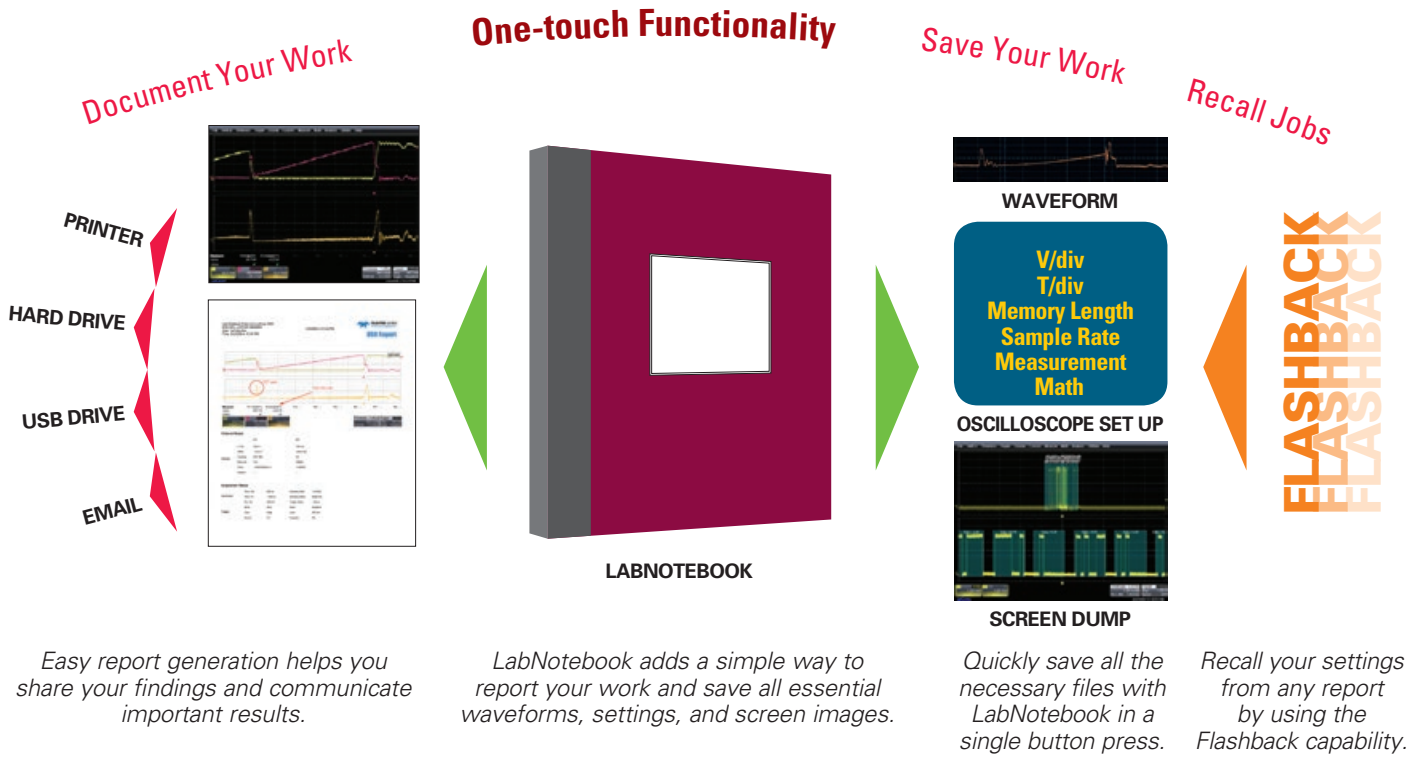 One-touch Functionality
Document Your Work
Save Your Work
Recall Jobs
PRINTER
HARD DRIVE
USB DRIVE
EMAIL
LABNOTEBOOK
WAVEFORM
V/div
T/div
Memory Length
Sample Rate
Measurement
Math
OSCILLOSCOPE SET UP
SCREEN DUMP
FLASHBACK
FLASHBACK
FLASHBACK
Easy report generation helps you
share your findings and communicate
important results.
LabNotebook adds a simple way to
report your work and save all essential
waveforms, settings, and screen images.
Quickly save all the
necessary files with
LabNotebook in a
single button press.
Recall your settings
from any report
by using the
Flashback capability.